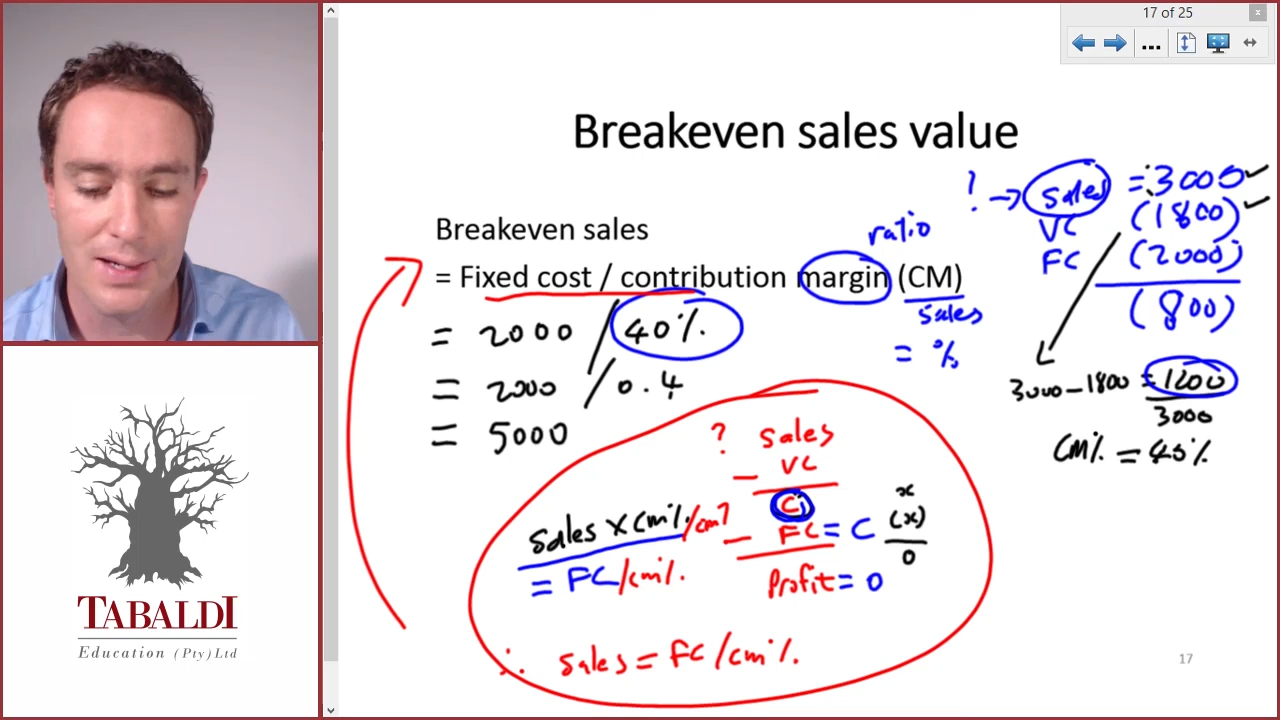 17 of 25
Breakeven sales value
Breakeven sales
= Fixed cost / contribution margin (CM)
ratio
sales
= %
= 2000 / 40%
= 2000 / 0.4
= 5000
? → sales = 3000
VC (1800)
FC (2000)
(800)
3000 - 1800 = 1200
3000
CM% = 40%
? sales
- VC
C
- FC = C
Profit = 0
x
(x)
0
sales x cm% /cm?
= FC/cm%.
∴ sales = FC/cm%.
17
TABALDI
Education (Pty) Ltd